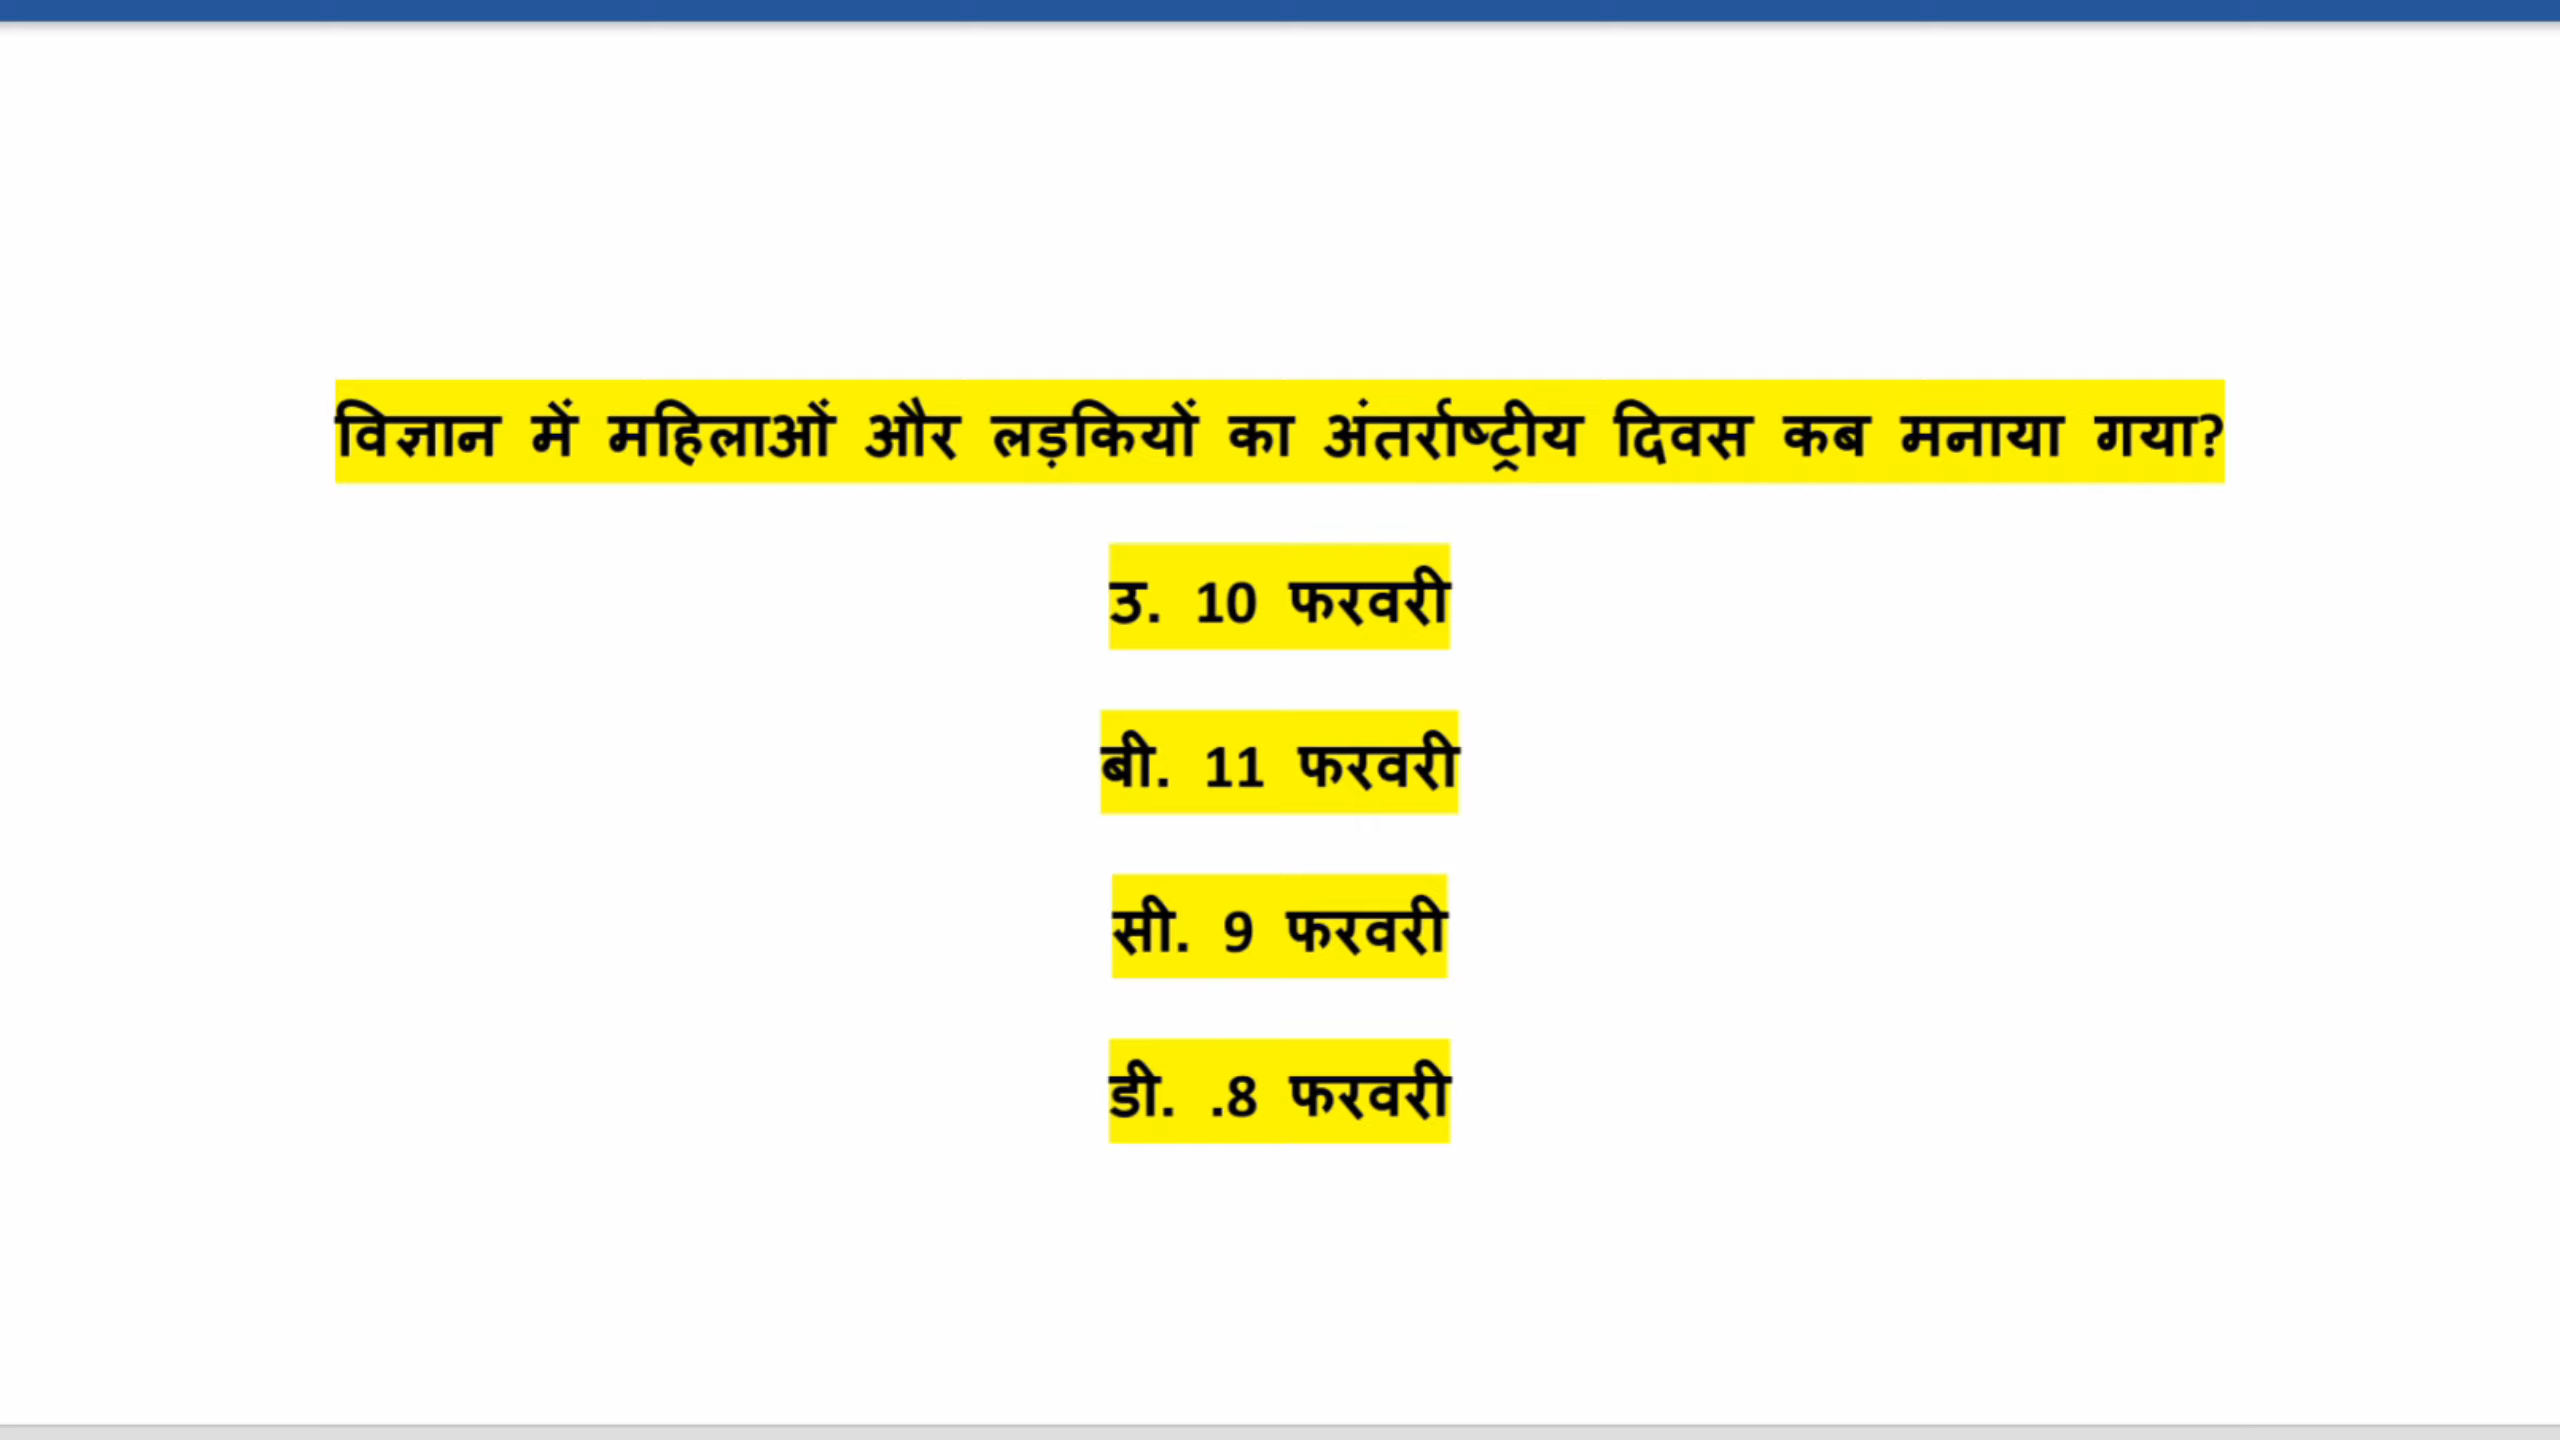 विज्ञान में महिलाओं और लड़कियों का अंतर्राष्ट्रीय दिवस कब मनाया गया?
उ. 10 फरवरी
बी. 11 फरवरी
सी. 9 फरवरी
डी. .8 फरवरी